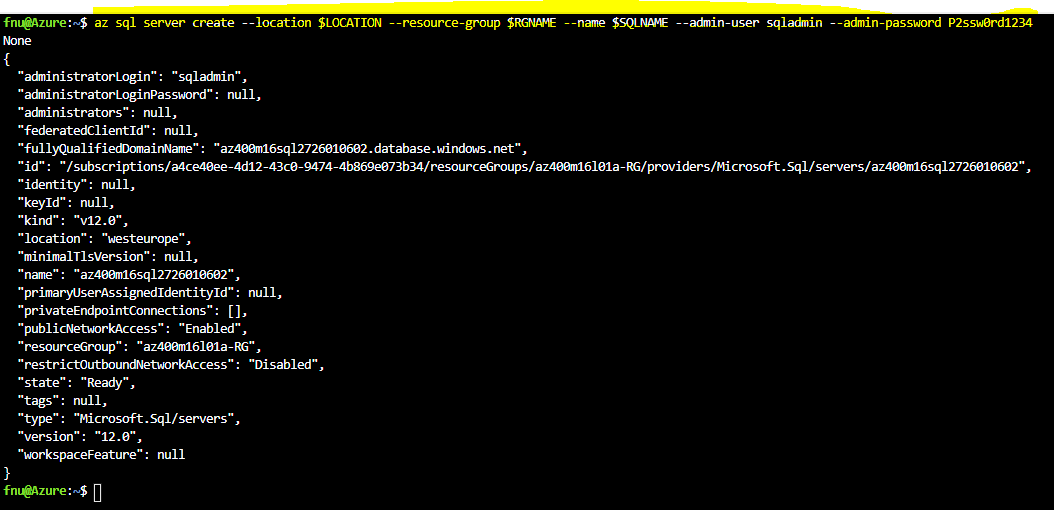 fnu@Azure:~$ az sql server create --location $LOCATION --resource-group $RGNAME --name $SQLNAME --admin-user sqladmin --admin-password P2ssw0rd1234
None
{
  "administratorLogin": "sqladmin",
  "administratorLoginPassword": null,
  "administrators": null,
  "federatedClientId": null,
  "fullyQualifiedDomainName": "az400m16sql2726010602.database.windows.net",
  "id": "/subscriptions/a4ce40ee-4d12-43c0-9474-4b869e073b34/resourceGroups/az400m16l01a-RG/providers/Microsoft.Sql/servers/az400m16sql2726010602",
  "identity": null,
  "keyId": null,
  "kind": "v12.0",
  "location": "westeurope",
  "minimalTlsVersion": null,
  "name": "az400m16sql2726010602",
  "primaryUserAssignedIdentityId": null,
  "privateEndpointConnections": [],
  "publicNetworkAccess": "Enabled",
  "resourceGroup": "az400m16l01a-RG",
  "restrictOutboundNetworkAccess": "Disabled",
  "state": "Ready",
  "tags": null,
  "type": "Microsoft.Sql/servers",
  "version": "12.0",
  "workspaceFeature": null
}
fnu@Azure:~$